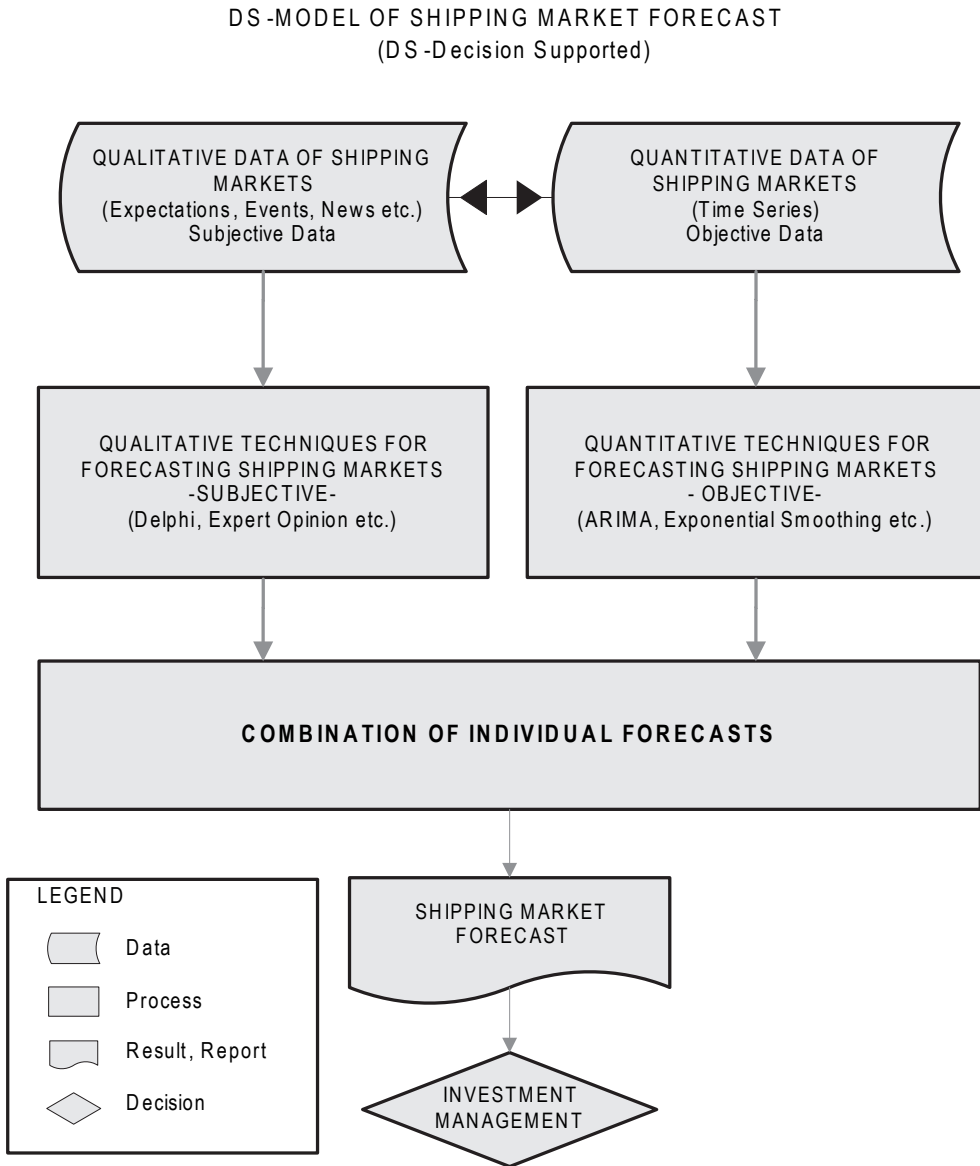 DS-MODEL OF SHIPPING MARKET FORECAST
(DS-Decision Supported)
QUALITATIVE DATA OF SHIPPING
MARKETS
(Expectations, Events, News etc.)
Subjective Data
QUANTITATIVE DATA OF
SHIPPING MARKETS
(Time Series)
Objective Data
QUALITATIVE TECHNIQUES FOR
FORECASTING SHIPPING MARKETS
-SUBJECTIVE-
(Delphi, Expert Opinion etc.)
QUANTITATIVE TECHNIQUES FOR
FORECASTING SHIPPING MARKETS
- OBJECTIVE-
(ARIMA, Exponential Smoothing etc.)
COMBINATION OF INDIVIDUAL FORECASTS
SHIPPING MARKET
FORECAST
INVESTMENT
MANAGEMENT
LEGEND
Data
Process
Result, Report
Decision